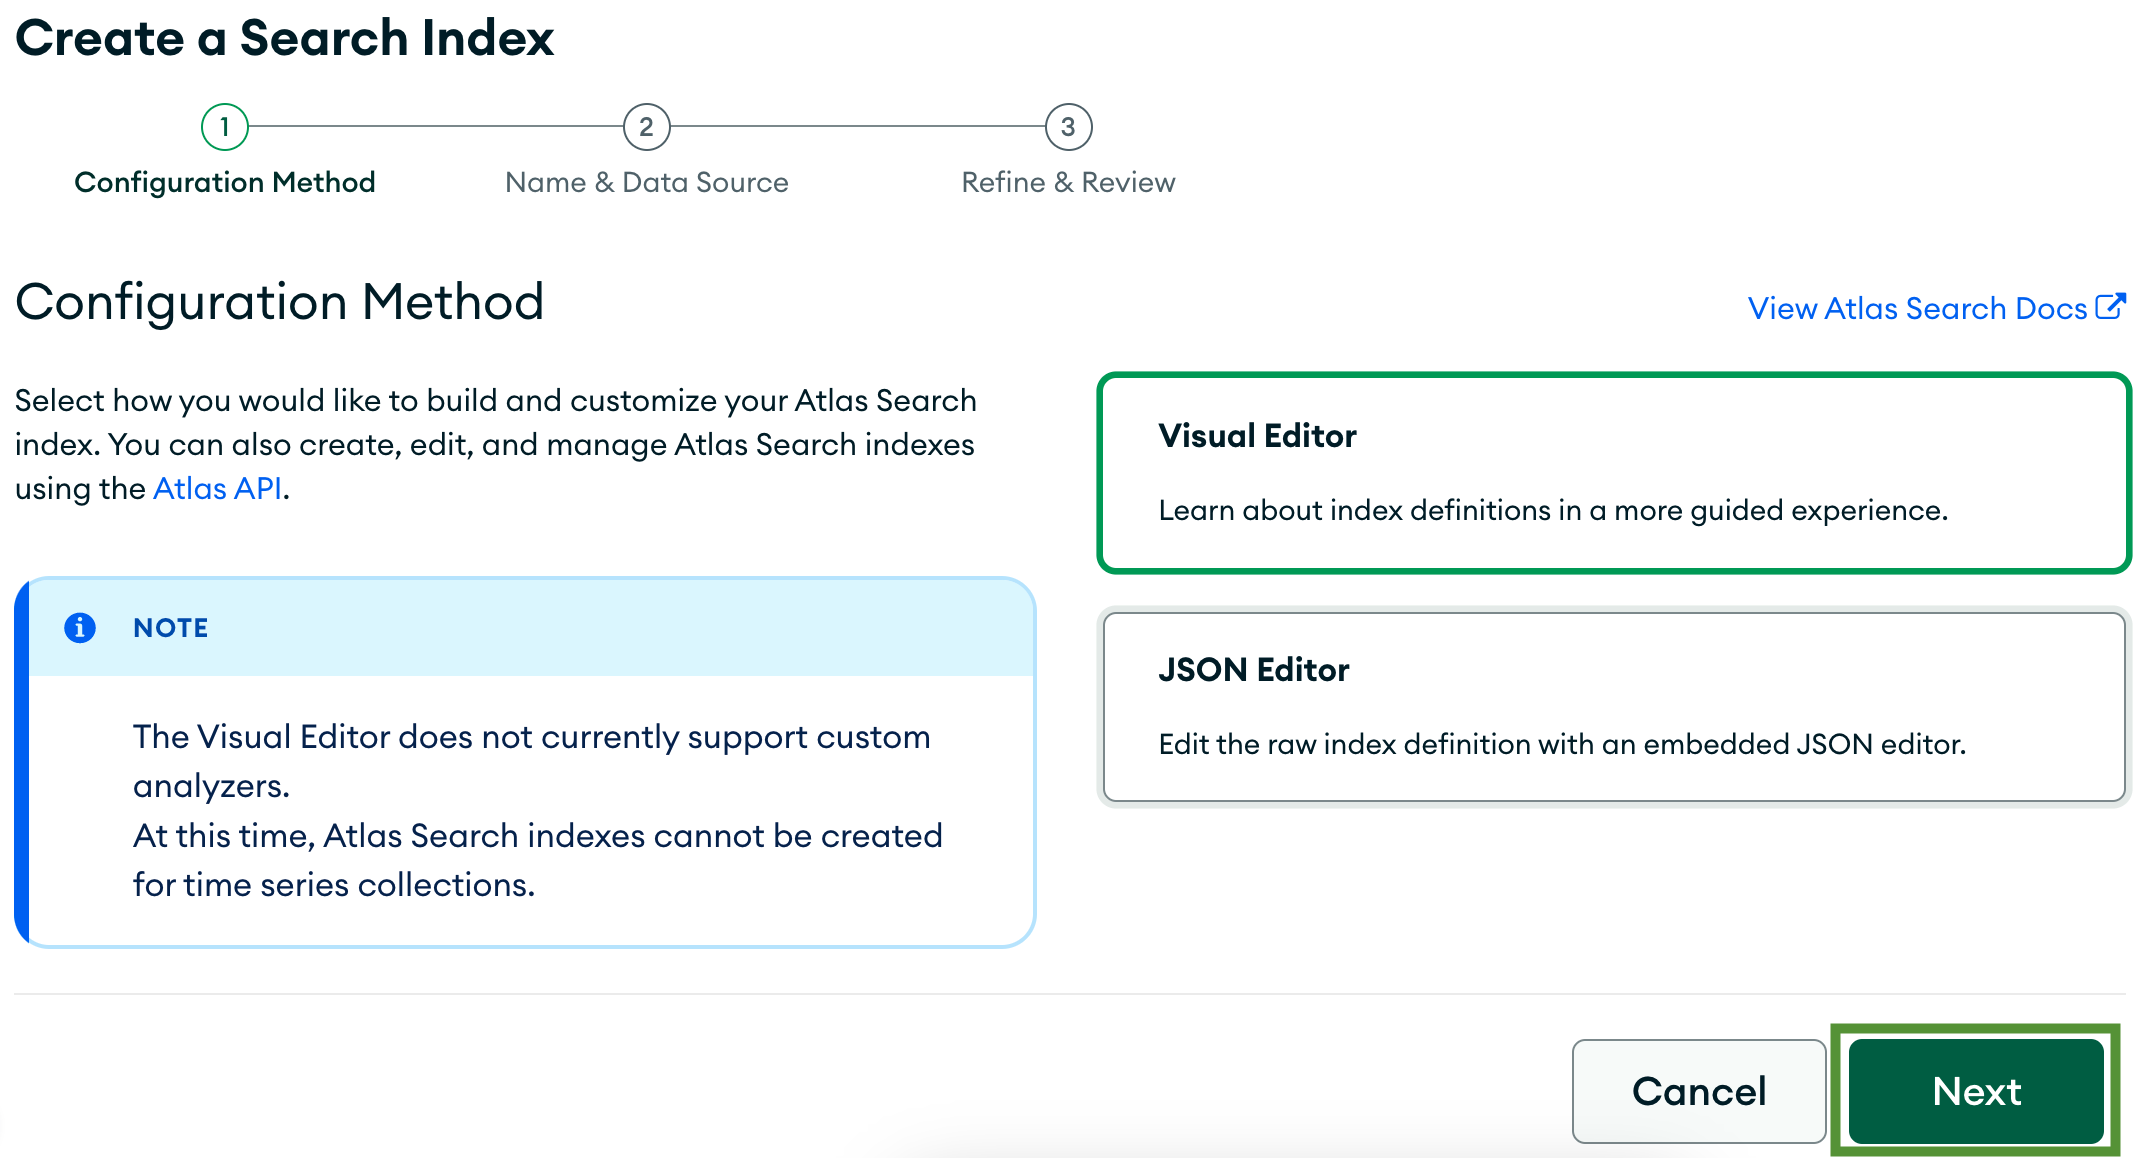 Create a Search Index
1
2
3
Configuration Method
Name & Data Source
Refine & Review
Configuration Method
View Atlas Search Docs
Select how you would like to build and customize your Atlas Search
index. You can also create, edit, and manage Atlas Search indexes
using the Atlas API.
NOTE
The Visual Editor does not currently support custom
analyzers.
At this time, Atlas Search indexes cannot be created
for time series collections.
Visual Editor
Learn about index definitions in a more guided experience.
JSON Editor
Edit the raw index definition with an embedded JSON editor.
Cancel
Next